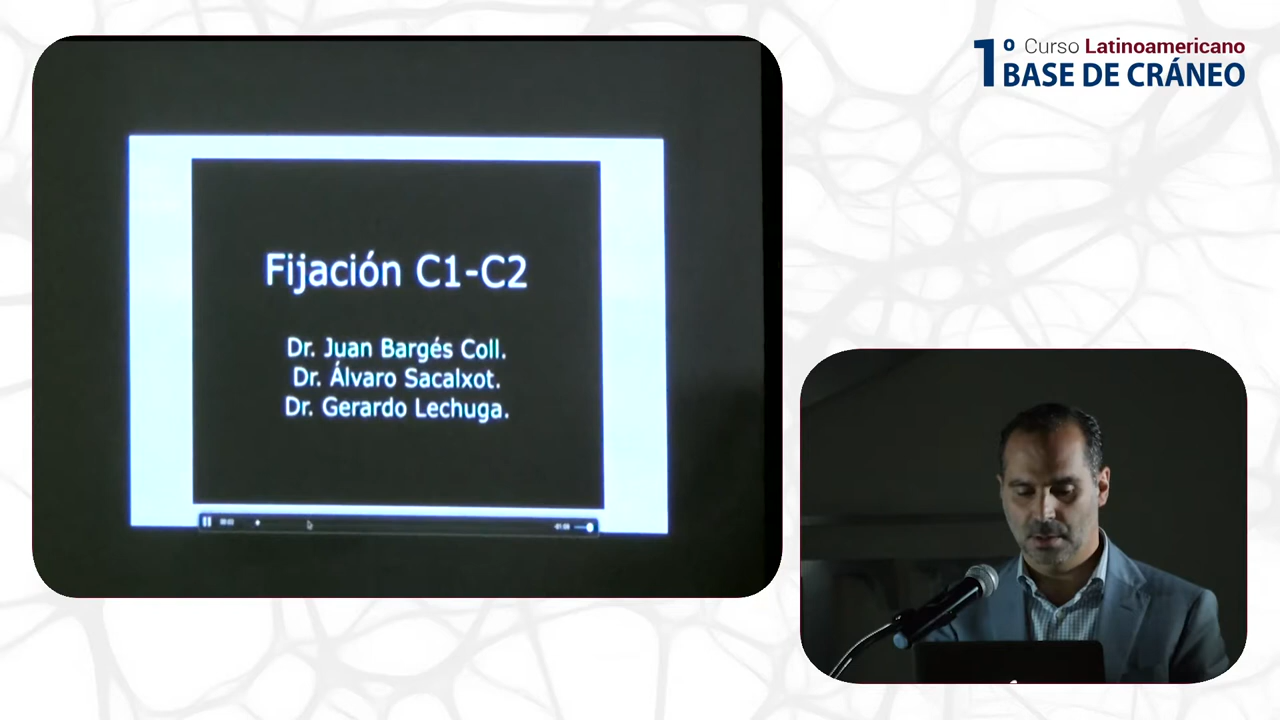 1º Curso Latinoamericano
BASE DE CRÁNEO
Fijación C1-C2
Dr. Juan Bargés Coll.
Dr. Álvaro Sacalxot.
Dr. Gerardo Lechuga.